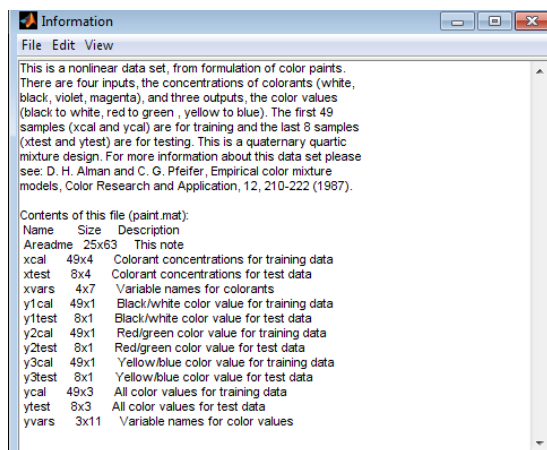 Information
File Edit View
This is a nonlinear data set, from formulation of color paints.
There are four inputs, the concentrations of colorants (white,
black, violet, magenta), and three outputs, the color values
(black to white, red to green , yellow to blue). The first 49
samples (xcal and ycal) are for training and the last 8 samples
(xtest and ytest) are for testing. This is a quaternary quartic
mixture design. For more information about this data set please
see: D. H. Alman and C. G. Pfeifer, Empirical color mixture
models, Color Research and Application, 12, 210-222 (1987).
Contents of this file (paint.mat):
Name Size Description
Areadme 25x63 This note
xcal 49x4 Colorant concentrations for training data
xtest 8x4 Colorant concentrations for test data
xvars 4x7 Variable names for colorants
y1cal 49x1 Black/white color value for training data
y1test 8x1 Black/white color value for test data
y2cal 49x1 Red/green color value for training data
y2test 8x1 Red/green color value for test data
y3cal 49x1 Yellow/blue color value for training data
y3test 8x1 Yellow/blue color value for test data
ycal 49x3 All color values for training data
ytest 8x3 All color values for test data
yvars 3x11 Variable names for color values